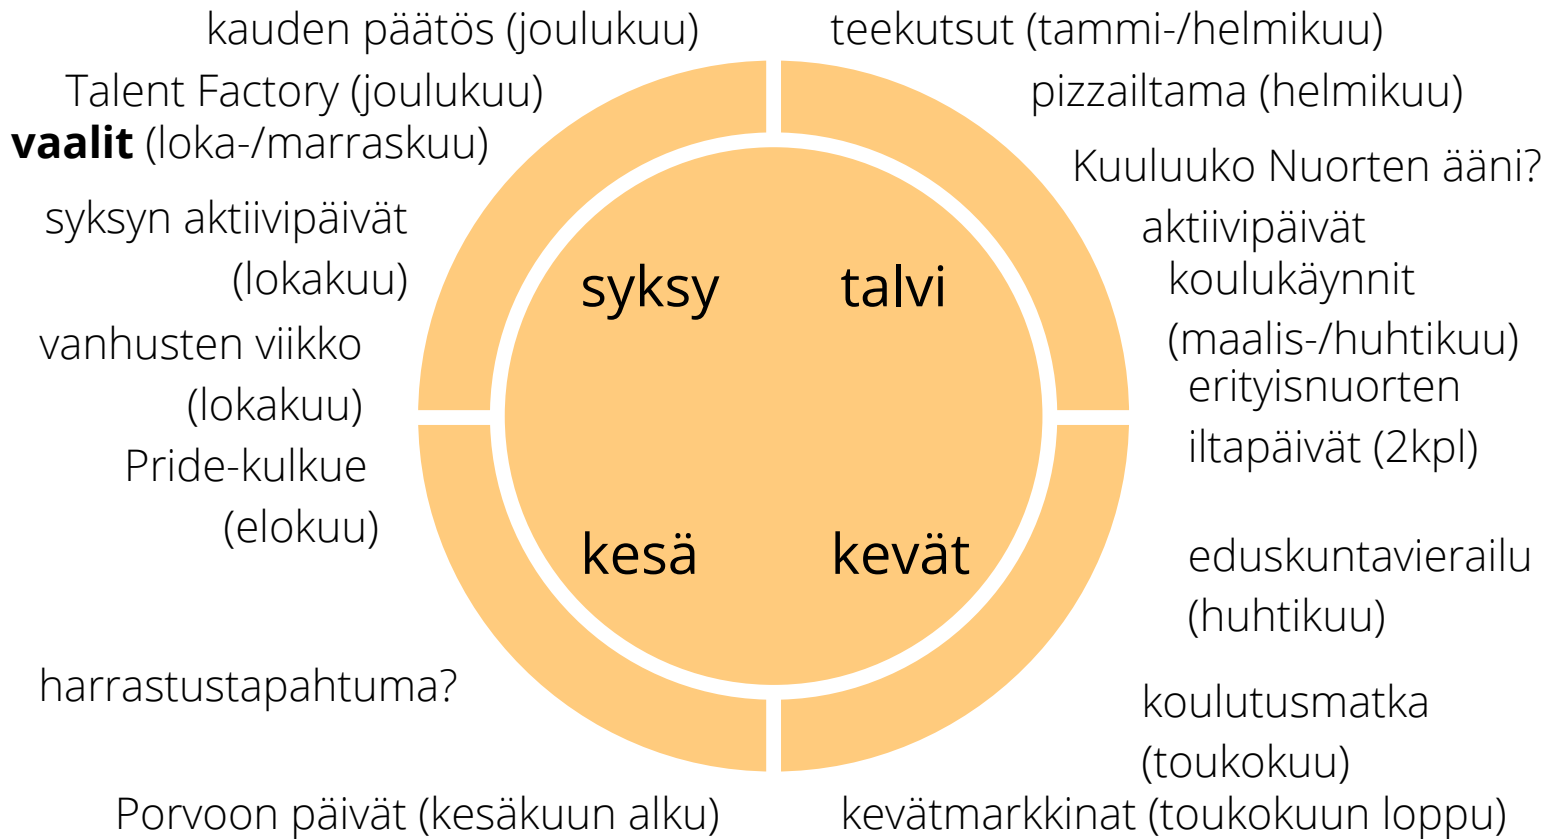 kauden päätös (joulukuu)
Talent Factory (joulukuu)
vaalit (loka-/marraskuu)
syksyn aktiivipäivät
(lokakuu)
vanhusten viikko
(lokakuu)
Pride-kulkue
(elokuu)
harrastustapahtuma?
Porvoon päivät (kesäkuun alku)
syksy
talvi
kesä
kevät
teekutsut (tammi-/helmikuu)
pizzailtama (helmikuu)
Kuuluuko Nuorten ääni?
aktiivipäivät
koulukäynnit
(maalis-/huhtikuu)
erityisnuorten
iltapäivät (2kpl)
eduskuntavierailu
(huhtikuu)
koulutusmatka
(toukokuu)
kevätmarkkinat (toukokuun loppu)